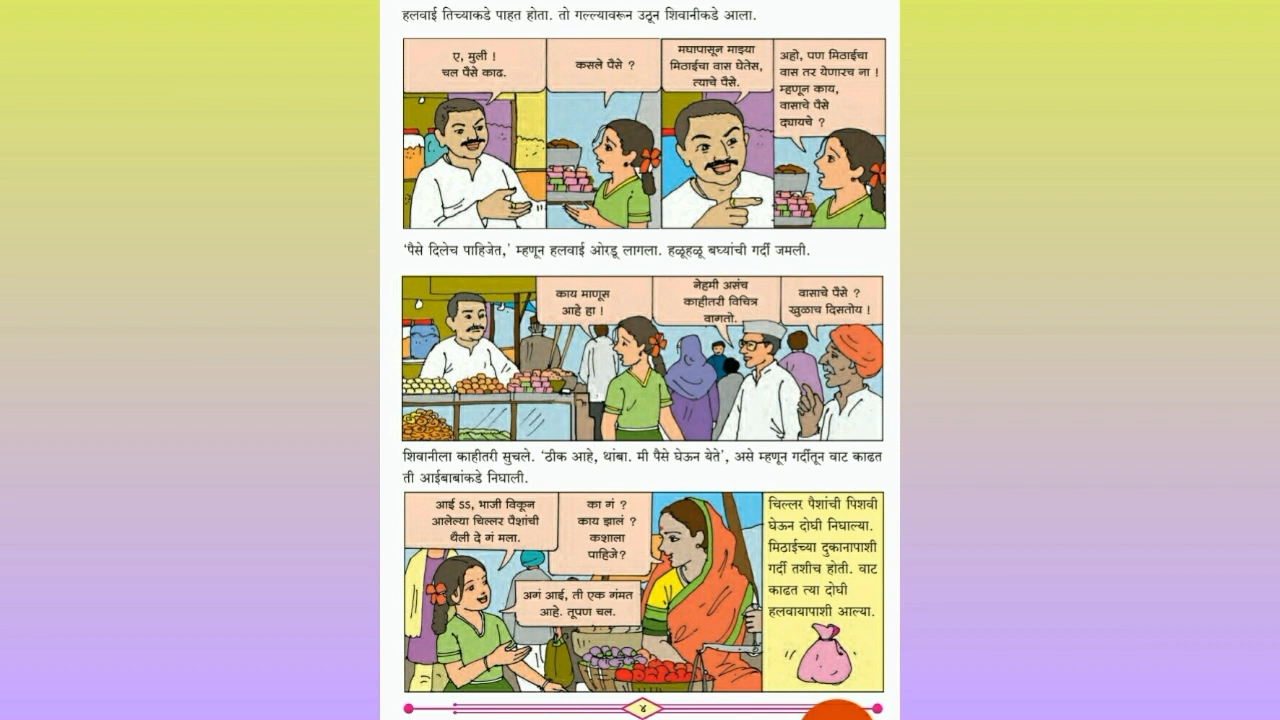 हलवाई तिच्याकडे पाहत होता. तो गल्ल्यावरून उठून शिवानीकडे आला.
ए, मुली !
चल पैसे काढ.
कसले पैसे ?
मघापासून माझ्या
मिठाईचा वास घेतेस,
त्याचे पैसे.
अहो, पण मिठाईचा
वास तर येणारच ना !
म्हणून काय,
वासाचे पैसे
द्यायचे ?
‘पैसे दिलेच पाहिजेत,’ म्हणून हलवाई ओरडू लागला. हळूहळू बघ्यांची गर्दी जमली.
काय माणूस
आहे हा !
नेहमी असंच
काहीतरी विचित्र
वागतो.
वासाचे पैसे ?
खुळाच दिसतोय !
शिवानीला काहीतरी सुचले. ‘ठीक आहे, थांबा. मी पैसे घेऊन येते’, असे म्हणून गर्दीतून वाट काढत
ती आईबाबांकडे निघाली.
आई ऽऽ, भाजी विकून
आलेल्या चिल्लर पैशांची
थैली दे गं मला.
का गं ?
काय झालं ?
कशाला
पाहिजे?
अगं आई, ती एक गंमत
आहे. तूपण चल.
चिल्लर पैशांची पिशवी
घेऊन दोघी निघाल्या.
मिठाईच्या दुकानापाशी
गर्दी तशीच होती. वाट
काढत त्या दोघी
हलवायापाशी आल्या.
४